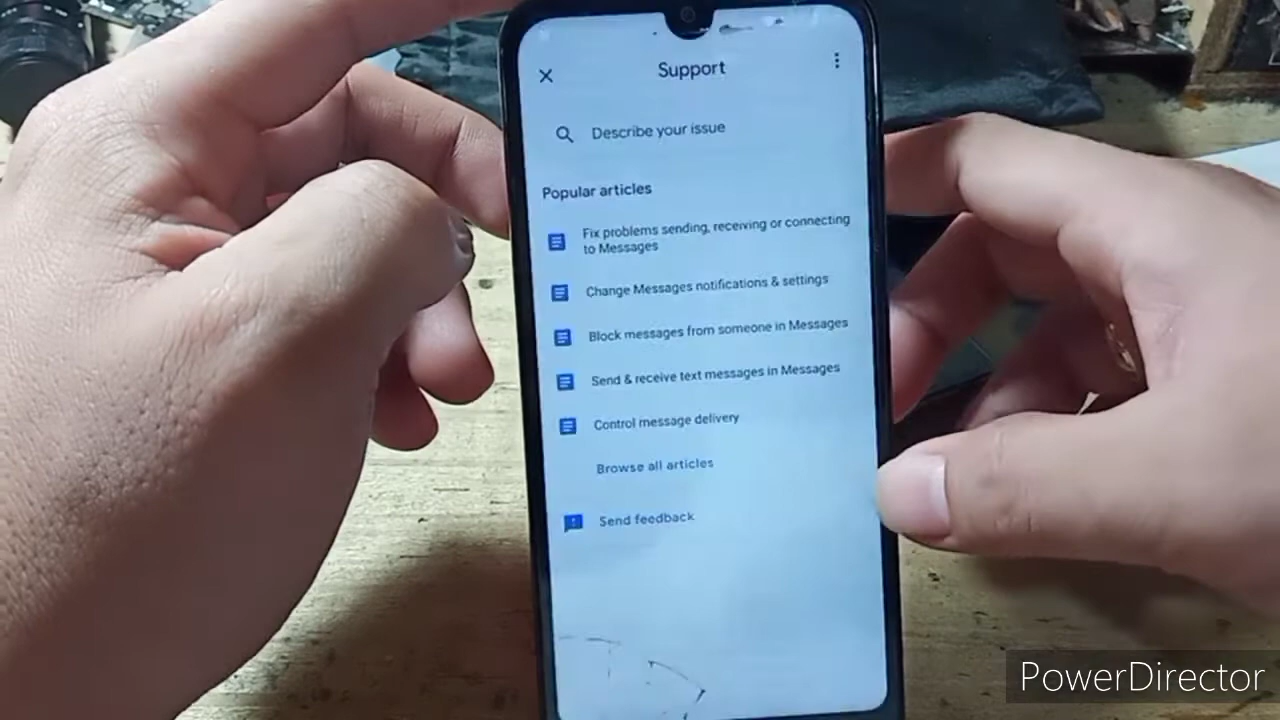 Support
Describe your issue
Popular articles
Fix problems sending, receiving or connecting
to Messages
Change Messages notifications & settings
Block messages from someone in Messages
Send & receive text messages in Messages
Control message delivery
Browse all articles
Send feedback
PowerDirector